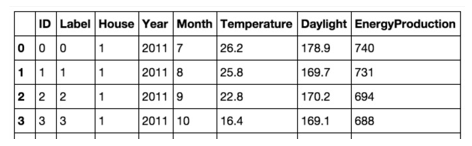 ID Label House Year Month Temperature Daylight EnergyProduction
0 0 0 1 2011 7 26.2 178.9 740
1 1 1 1 2011 8 25.8 169.7 731
2 2 2 1 2011 9 22.8 170.2 694
3 3 3 1 2011 10 16.4 169.1 688